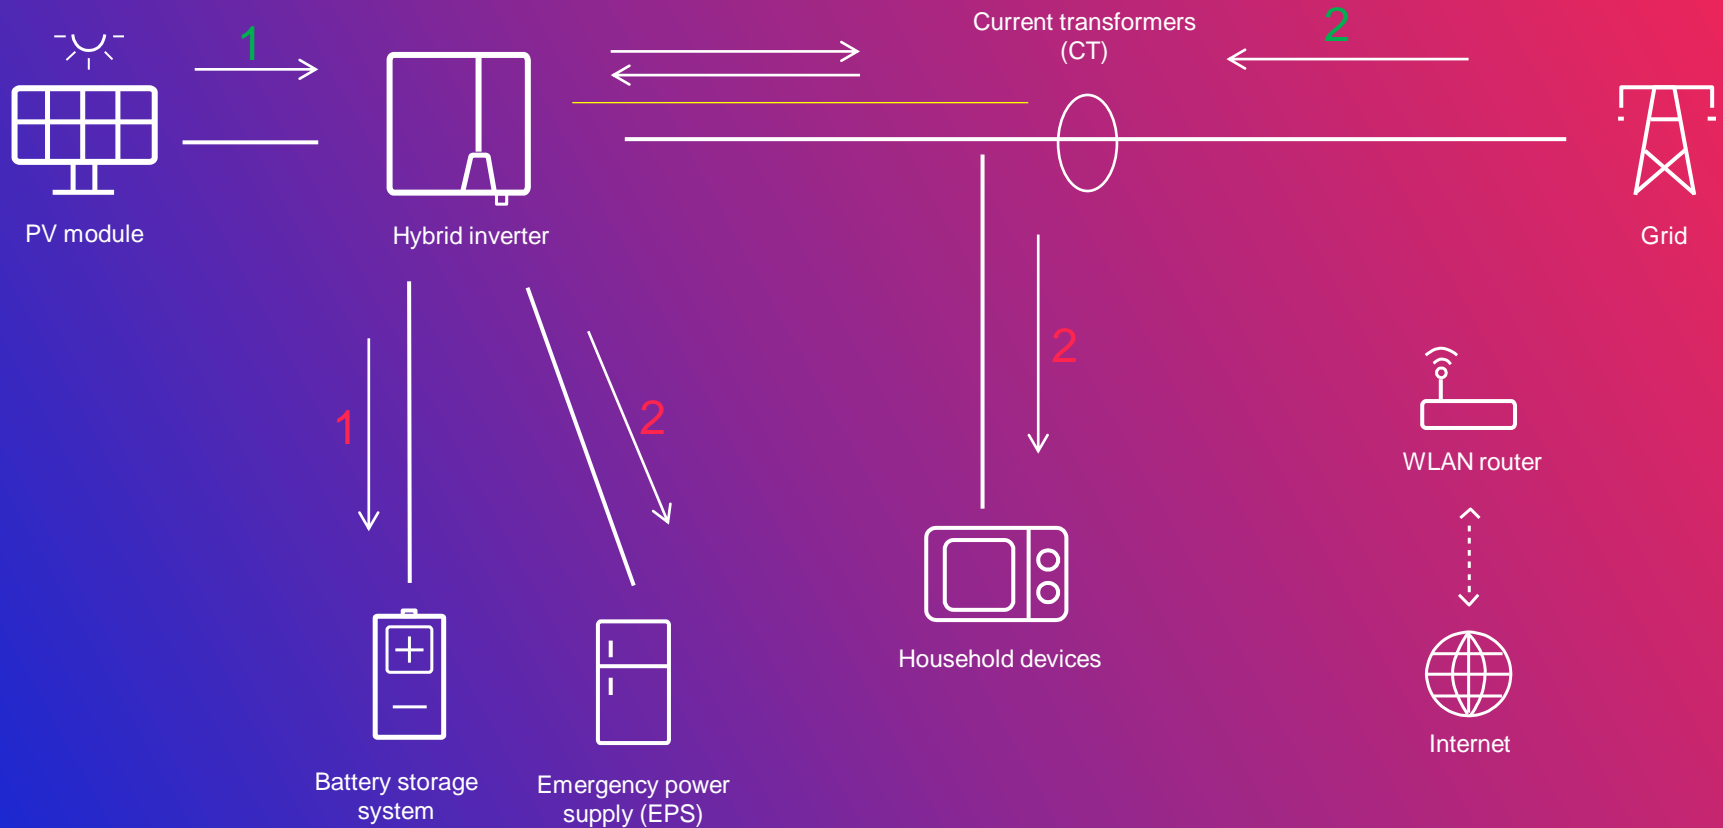 1
Current transformers
(CT)
2
PV module
Hybrid inverter
Grid
2
1
2
WLAN router
Household devices
Internet
Battery storage
system
Emergency power
supply (EPS)